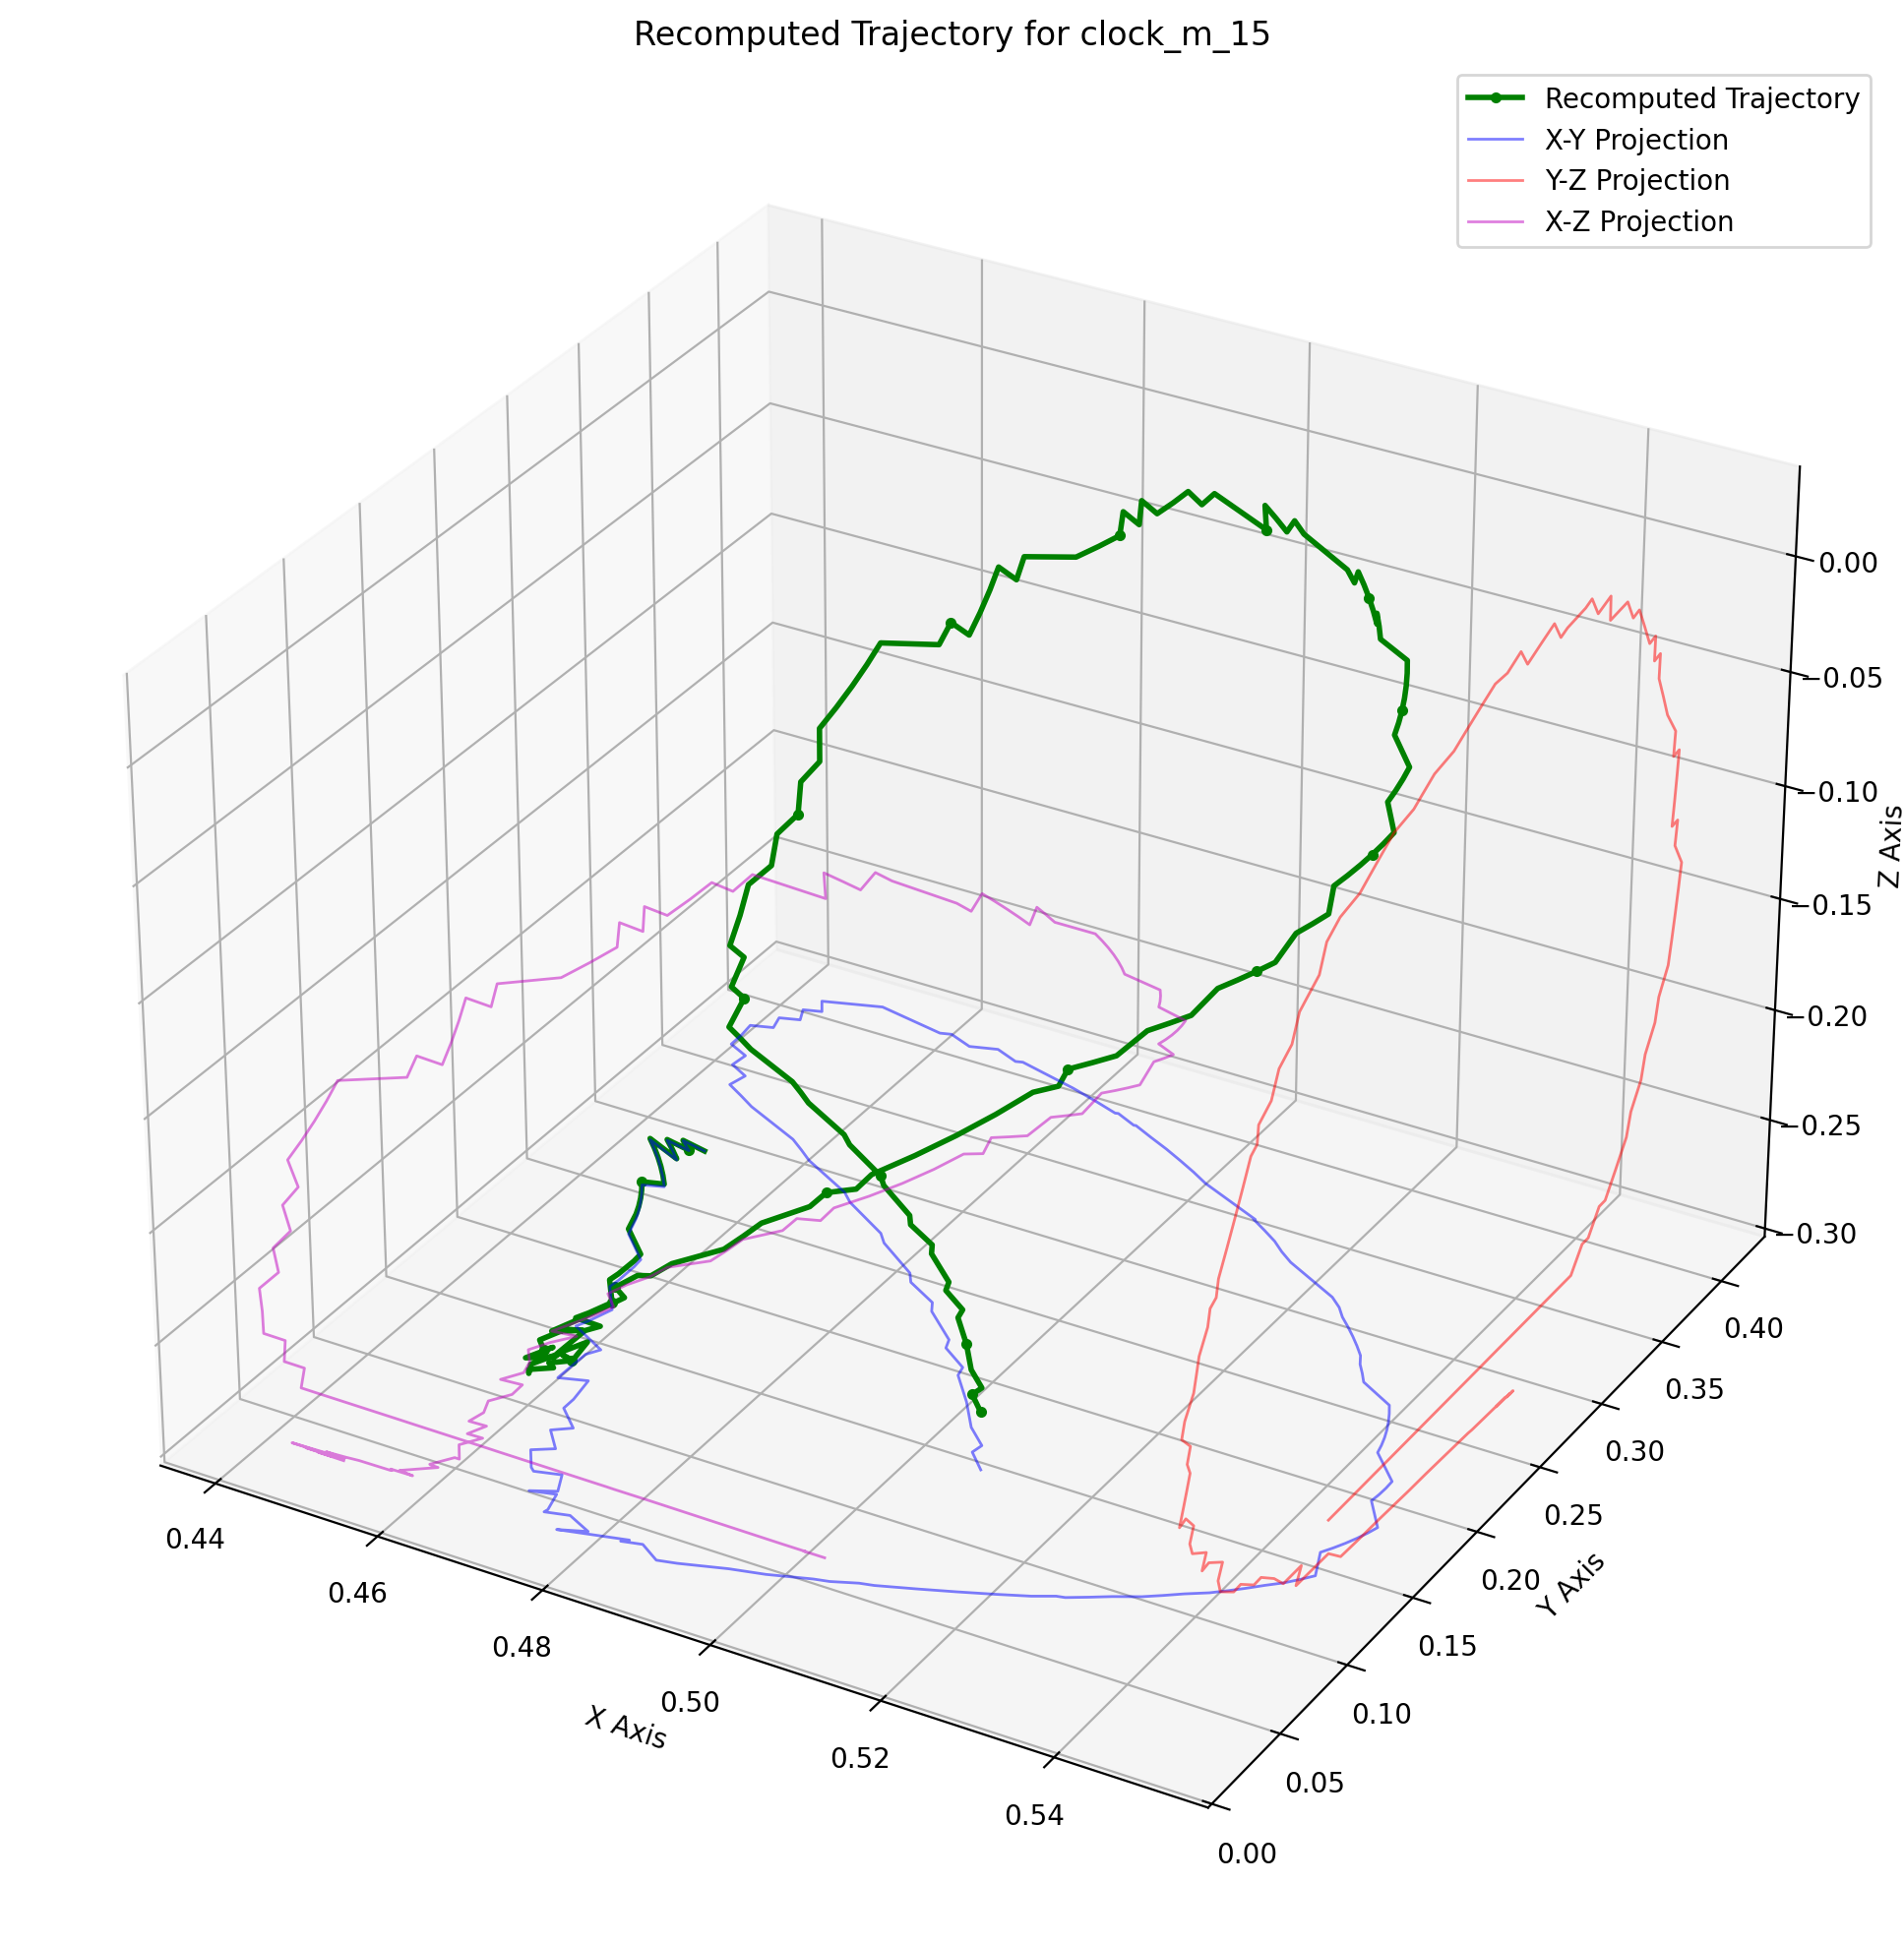 Recomputed Trajectory for clock_m_15
Recomputed Trajectory
X-Y Projection
Y-Z Projection
X-Z Projection
0.00
−0.05
−0.10
−0.15
−0.20
−0.25
−0.30
Z Axis
0.40
0.35
0.30
0.25
0.20
0.15
0.10
0.05
0.00
Y Axis
0.44
0.46
0.48
0.50
0.52
0.54
X Axis